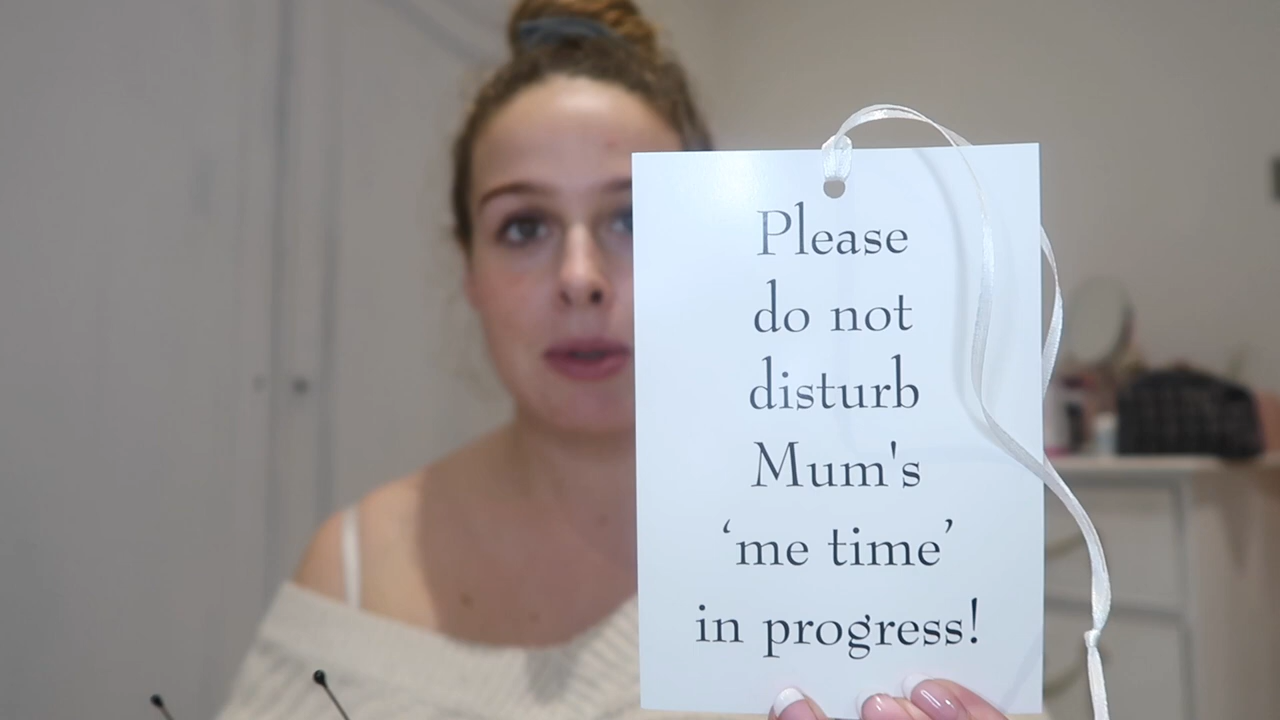 Please
do not
disturb
Mum's
‘me time’
in progress!